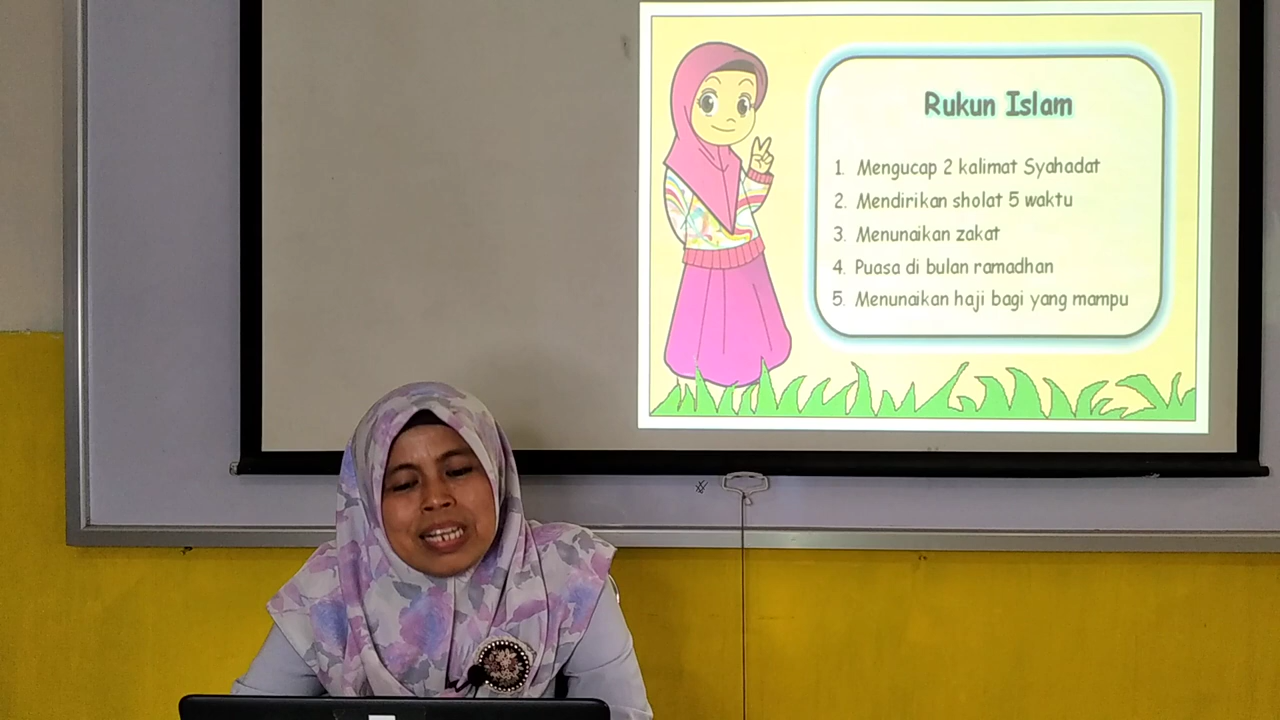 Rukun Islam
1. Mengucap 2 kalimat Syahadat
2. Mendirikan sholat 5 waktu
3. Menunaikan zakat
4. Puasa di bulan ramadhan
5. Menunaikan haji bagi yang mampu